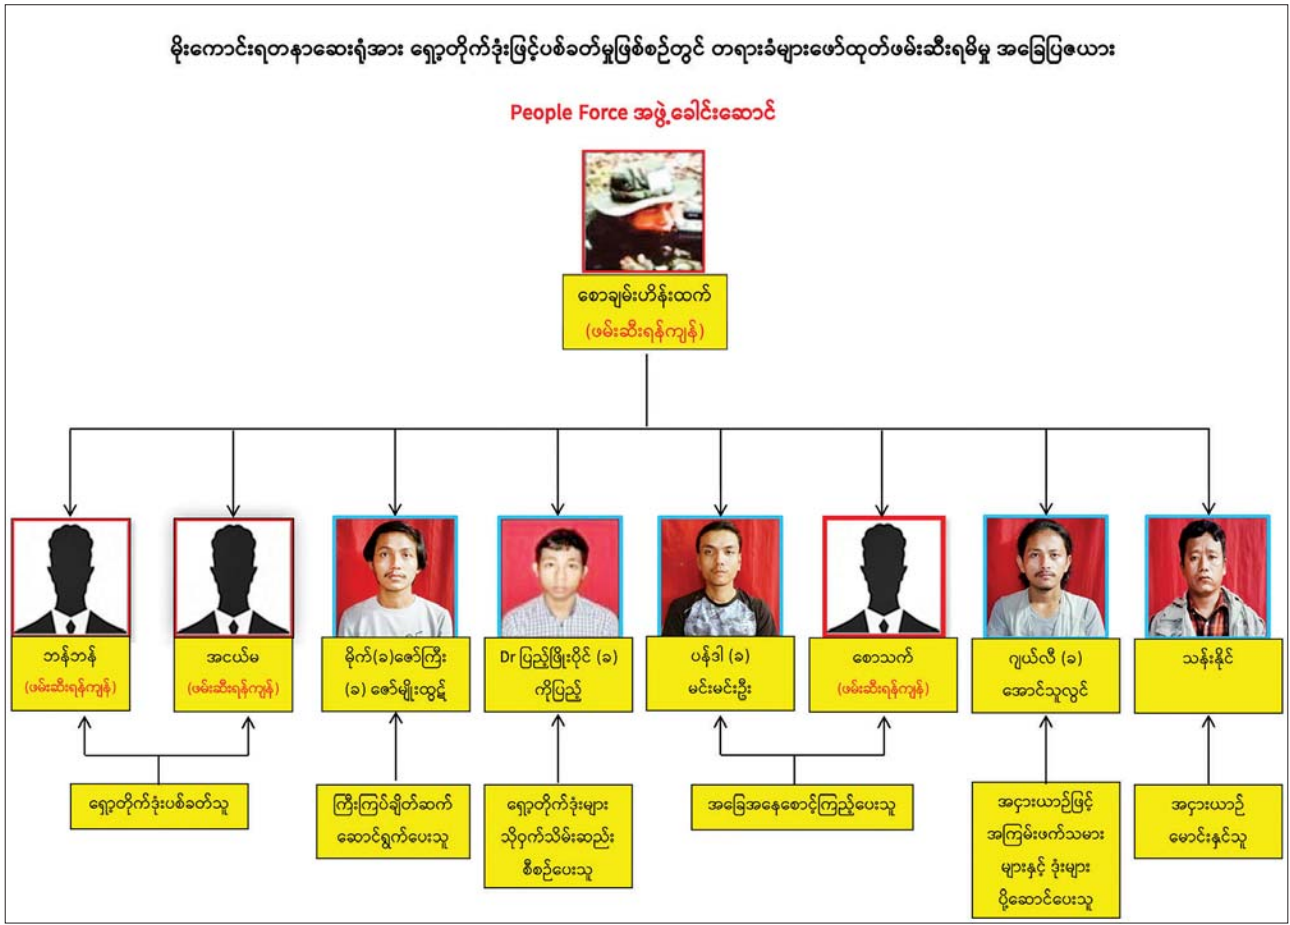 မိုးကောင်းရတနာဆေးရုံအား ရှော့တိုက်ဒုံးဖြင့်ပစ်ခတ်မှုဖြစ်စဉ်တွင် တရားခံများဖော်ထုတ်ဖမ်းဆီးရမိမှု အခြေပြဇယား
People Force အဖွဲ့ခေါင်းဆောင်
စောချမ်းဟိန်းထက်
(ဖမ်းဆီးရန်ကျန်)
ဘန်ဘန်
(ဖမ်းဆီးရန်ကျန်)
အငယ်မ
(ဖမ်းဆီးရန်ကျန်)
မိုက်(ခ)ဇော်ကြီး
(ခ) ဇော်မျိုးထွဋ်
Dr ပြည့်ဖြိုးပိုင် (ခ)
ကိုပြည့်
ပန်ဒါ (ခ)
မင်းမင်းဦး
စောသက်
(ဖမ်းဆီးရန်ကျန်)
ဂျယ်လီ (ခ)
အောင်သူလွင်
သန်းနိုင်
ရှော့တိုက်ဒုံးပစ်ခတ်သူ
ကြီးကြပ်ချိတ်ဆက်
ဆောင်ရွက်ပေးသူ
ရှော့တိုက်ဒုံးများ
သိုဝှက်သိမ်းဆည်း
စီစဉ်ပေးသူ
အခြေအနေစောင့်ကြည့်ပေးသူ
အငှားယာဉ်ဖြင့်
အကြမ်းဖက်သမား
များနှင့် ဒုံးများ
ပို့ဆောင်ပေးသူ
အငှားယာဉ်
မောင်းနှင်သူ